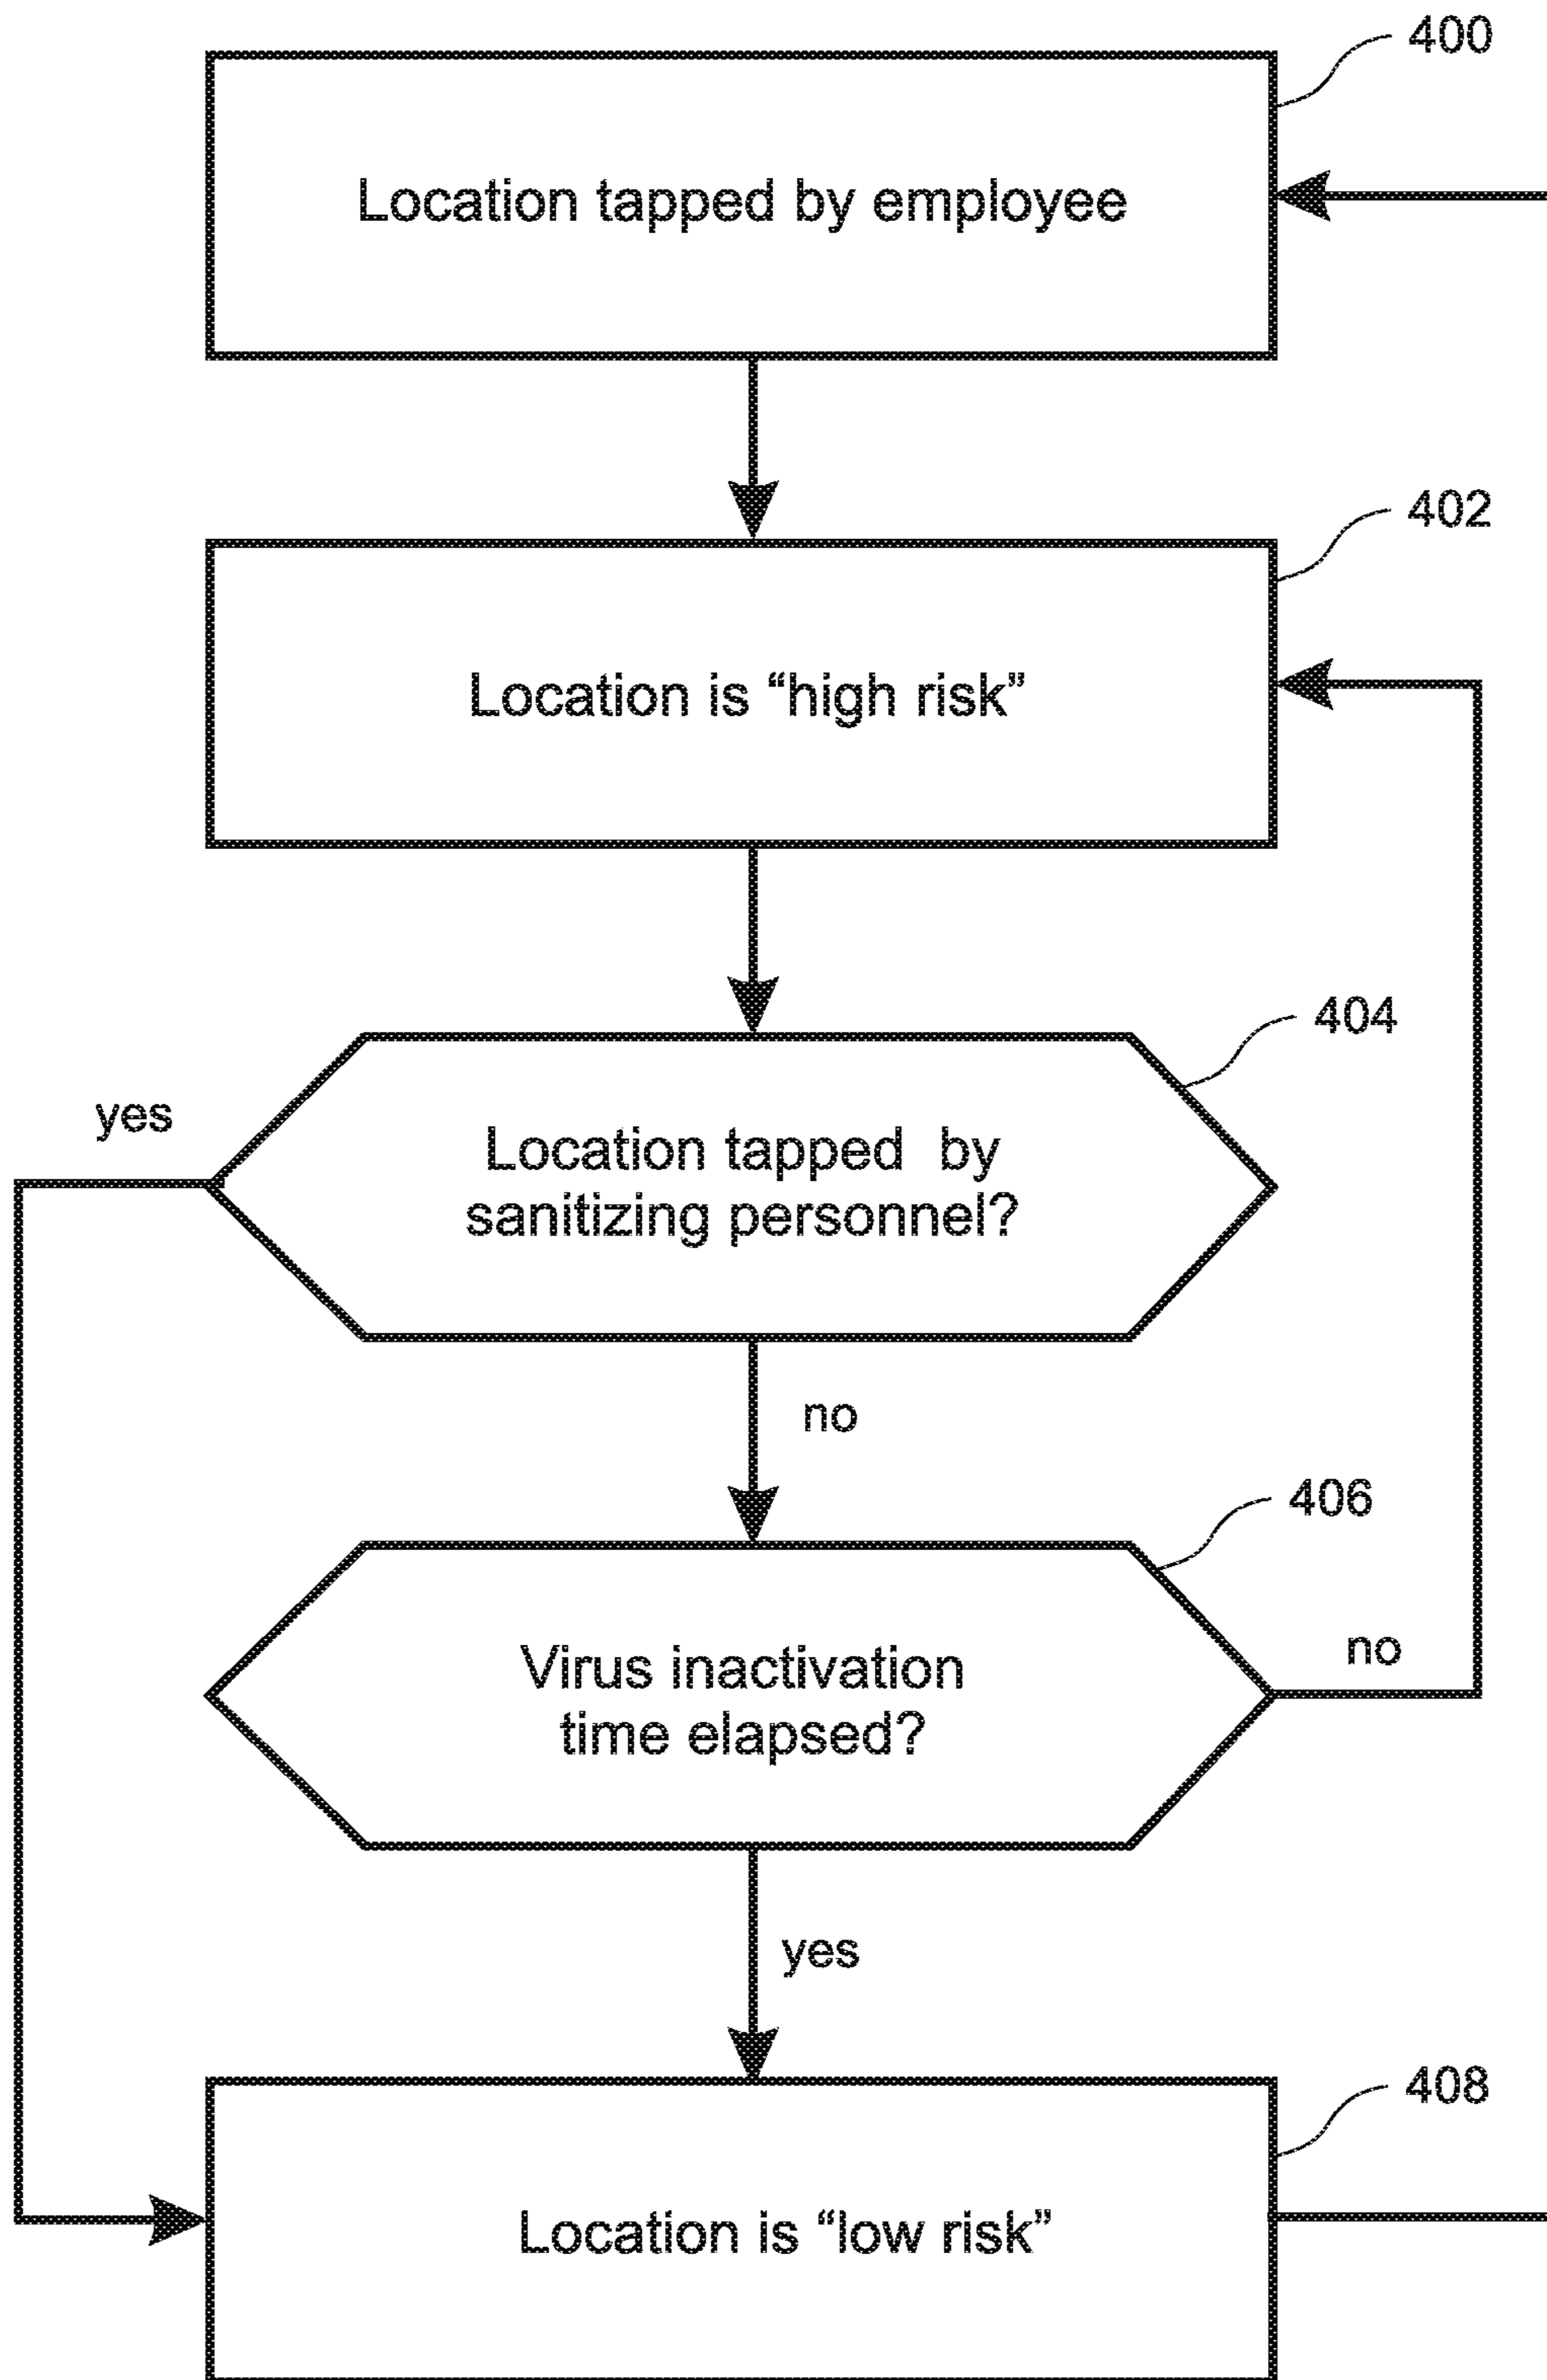 400
Location tapped by employee
402
Location is “high risk”
404
yes
Location tapped by
sanitizing personnel?
no
406
Virus inactivation
time elapsed?
no
yes
408
Location is “low risk”